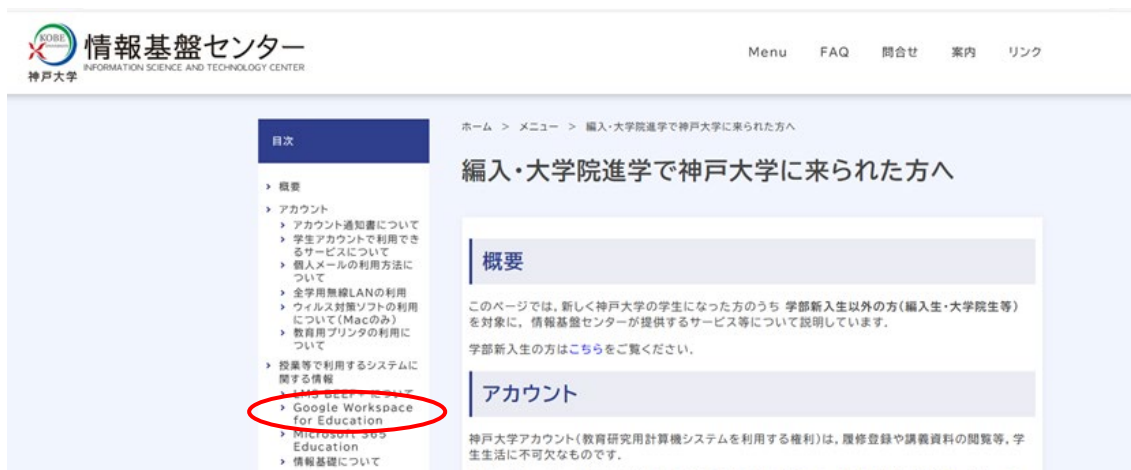 KOBE
神戸大学
情報基盤センター
INFORMATION SCIENCE AND TECHNOLOGY CENTER
Menu FAQ 問合せ 案内 リンク
目次
> 概要
> アカウント
> アカウント通知書について
> 学生アカウントで利用でき
るサービスについて
> 個人メールの利用方法に
ついて
> 全学用無線LANの利用
> ウィルス対策ソフトの利用
について(Macのみ)
> 教育用プリンタの利用に
ついて
> 授業等で利用するシステムに
関する情報
> LMS BEEF+ について
> Google Workspace
for Education
> Microsoft 365
Education
> 情報基礎について
ホーム > メニュー > 編入・大学院進学で神戸大学に来られた方へ
編入・大学院進学で神戸大学に来られた方へ
概要
このページでは,新しく神戸大学の学生になった方のうち 学部新入生以外の方(編入生・大学院生等)
を対象に, 情報基盤センターが提供するサービス等について説明しています.
学部新入生の方はこちらをご覧ください.
アカウント
神戸大学アカウント(教育研究用計算機システムを利用する権利)は, 履修登録や講義資料の閲覧等, 学
生生活に不可欠なものです.